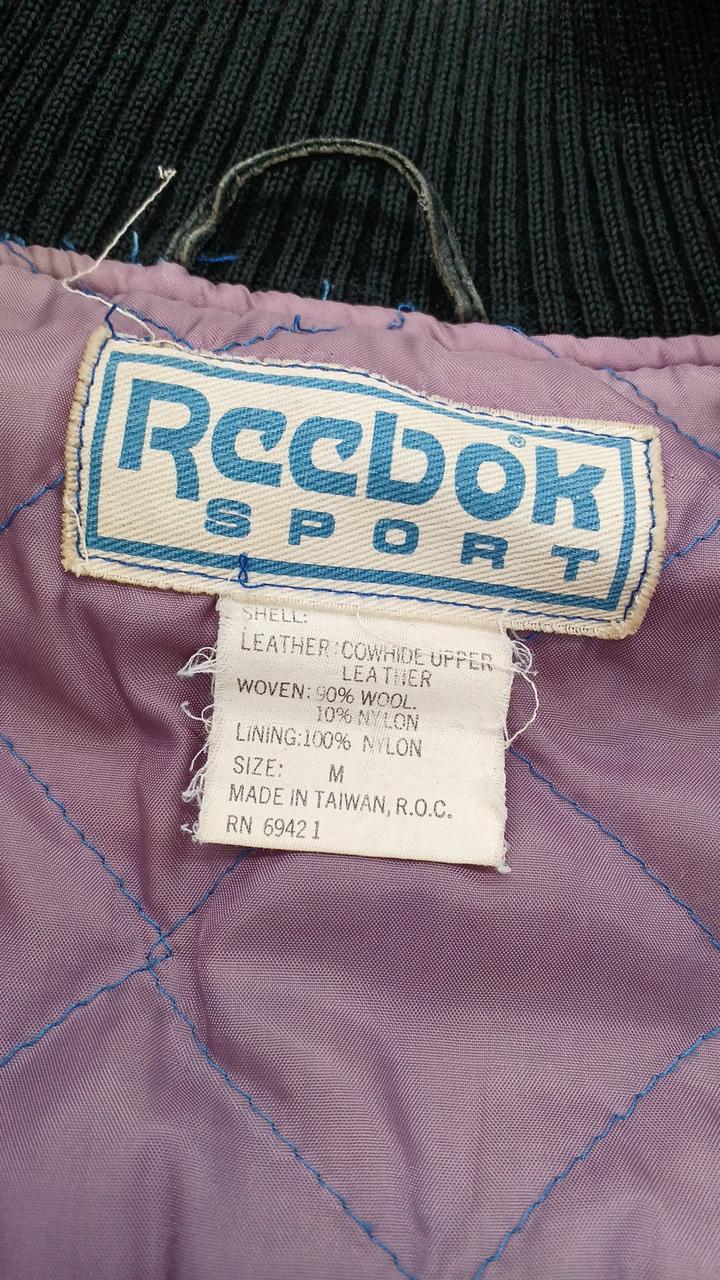 Reebok®
SPORT
SHELL:
LEATHER:COWHIDE UPPER
LEATHER
WOVEN: 90% WOOL.
10% NYLON
LINING:100% NYLON
SIZE: M
MADE IN TAIWAN, R.O.C.
RN 69421